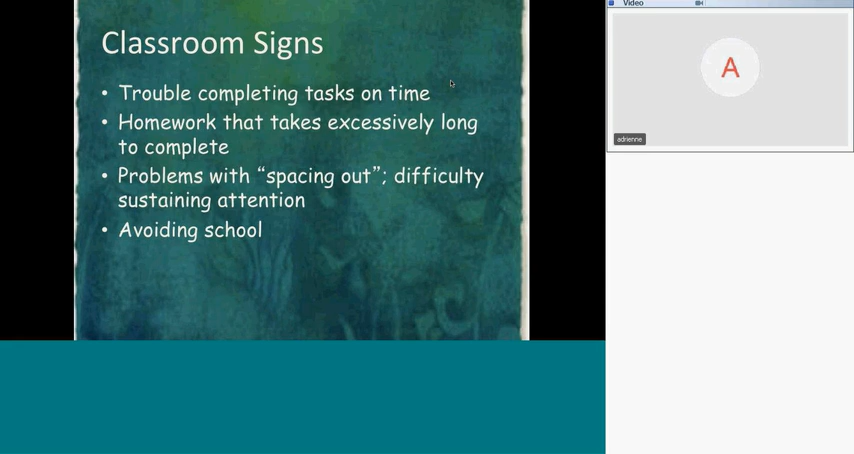 Classroom Signs
• Trouble completing tasks on time
• Homework that takes excessively long
to complete
• Problems with “spacing out”; difficulty
sustaining attention
• Avoiding school
Video
A
adrienne